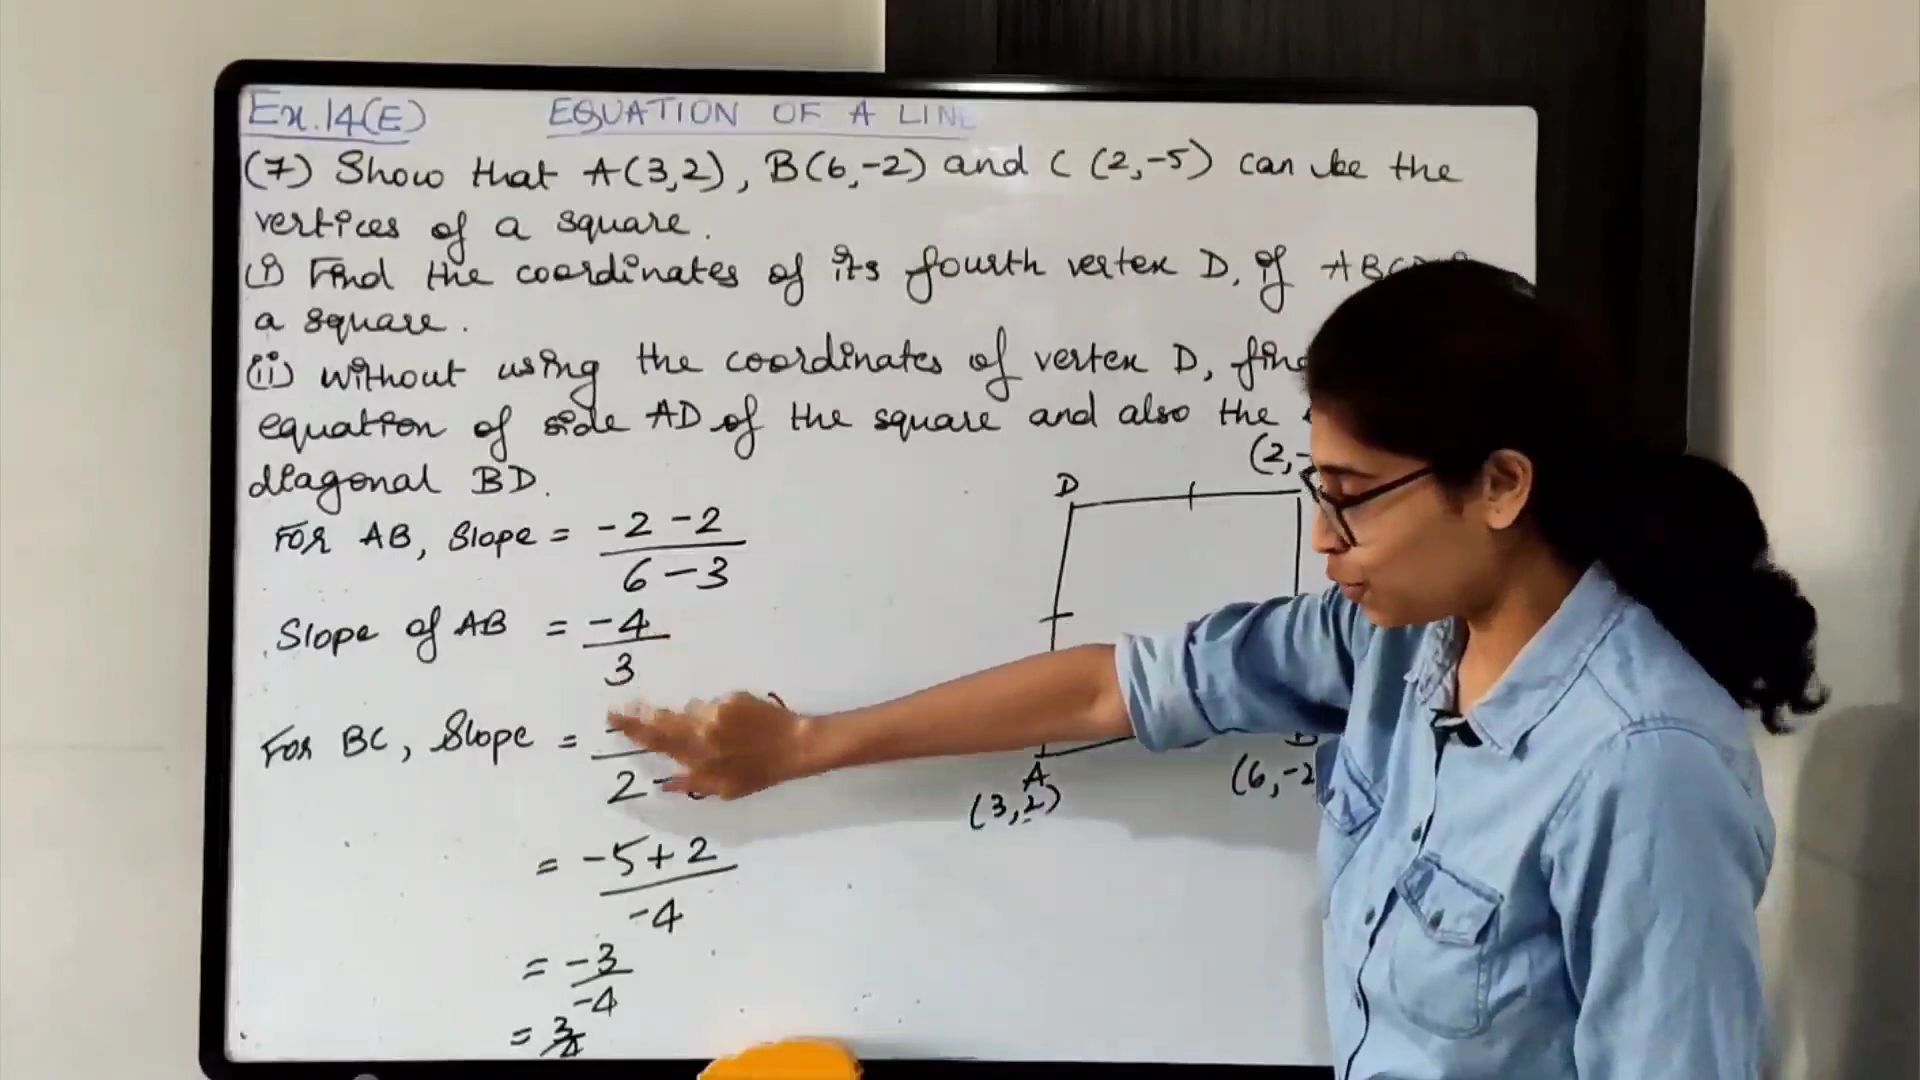 Ex.14(E) EQUATION OF A LINE
(7) Show that A(3,2), B(6,-2) and C (2,-5) can be the
vertices of a square.
(i) Find the coordinates of its fourth vertex D, if ABCD
a square.
(ii) without using the coordinates of vertex D, find
equation of side AD of the square and also the
diagonal BD.
For AB, Slope = -2 -2
6 - 3
Slope of AB = -4
3
For BC, Slope =
2 -
= -5+2
-4
= -3
-4
= 3/4
(2,-
D
A
(3,2)
B
(6,-2